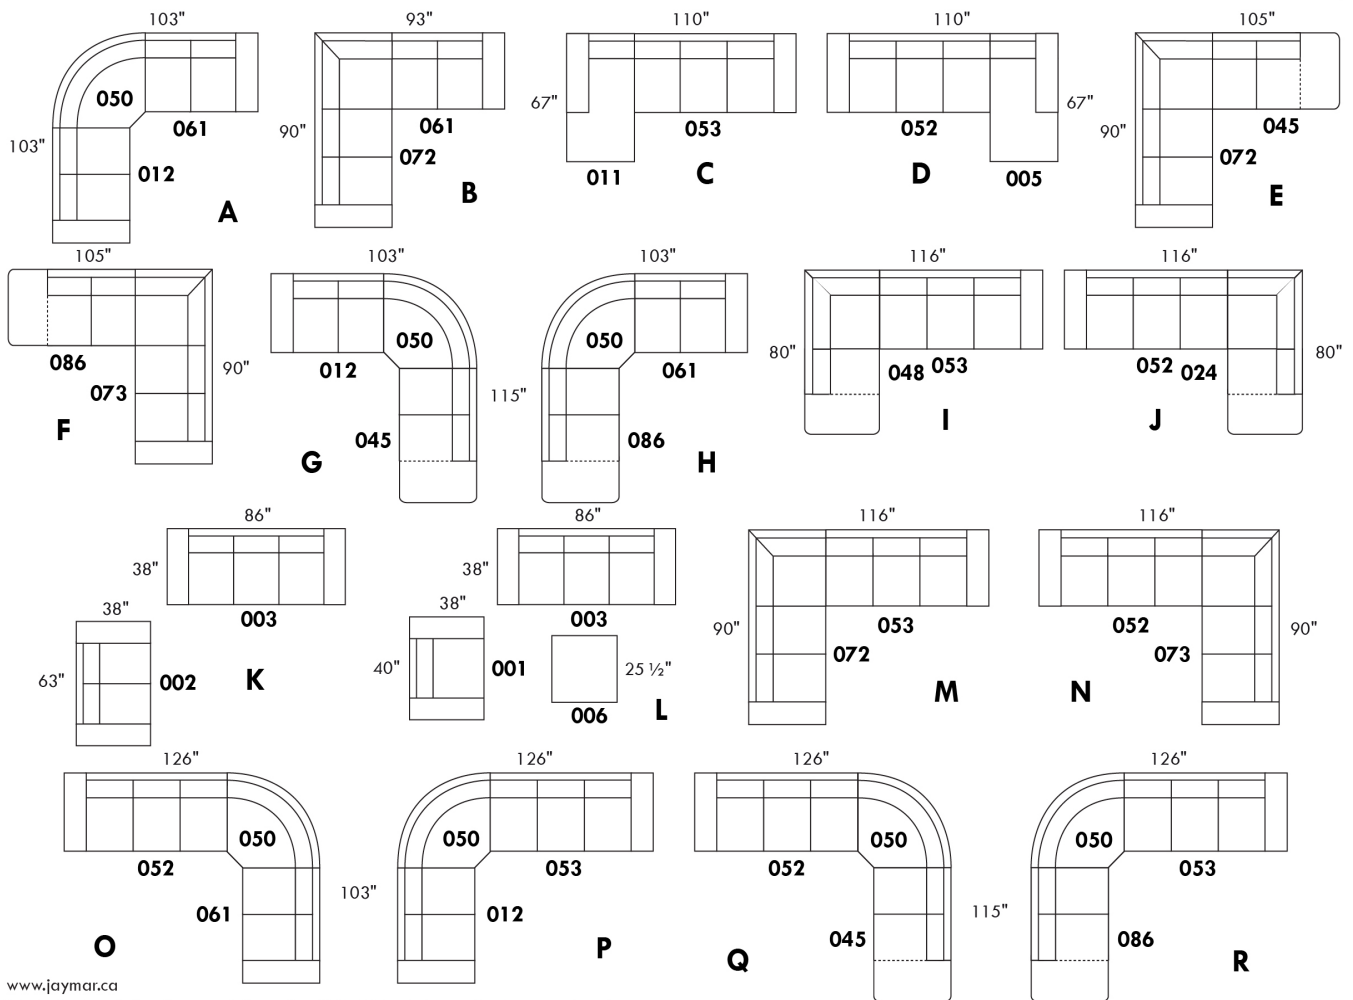 103" 93" 110" 110" 105"
050 061 103" 012 A
90" 061 072 B
67" 053 011 C
052 67" 005 D
90" 045 072 E
105" 103" 103" 116" 116"
086 073 90" F
012 050 045 115" G
050 061 086 H
80" 048 053 I
052 024 80" J
86" 86" 116" 116"
38" 003 38" 63" 002 K
38" 003 38" 40" 001 25 ½" 006 L
90" 053 072 M
052 073 90" N
126" 126" 126" 126"
052 050 061 103" O
050 053 012 P
052 050 045 115" Q
050 053 086 R
www.jaymar.ca